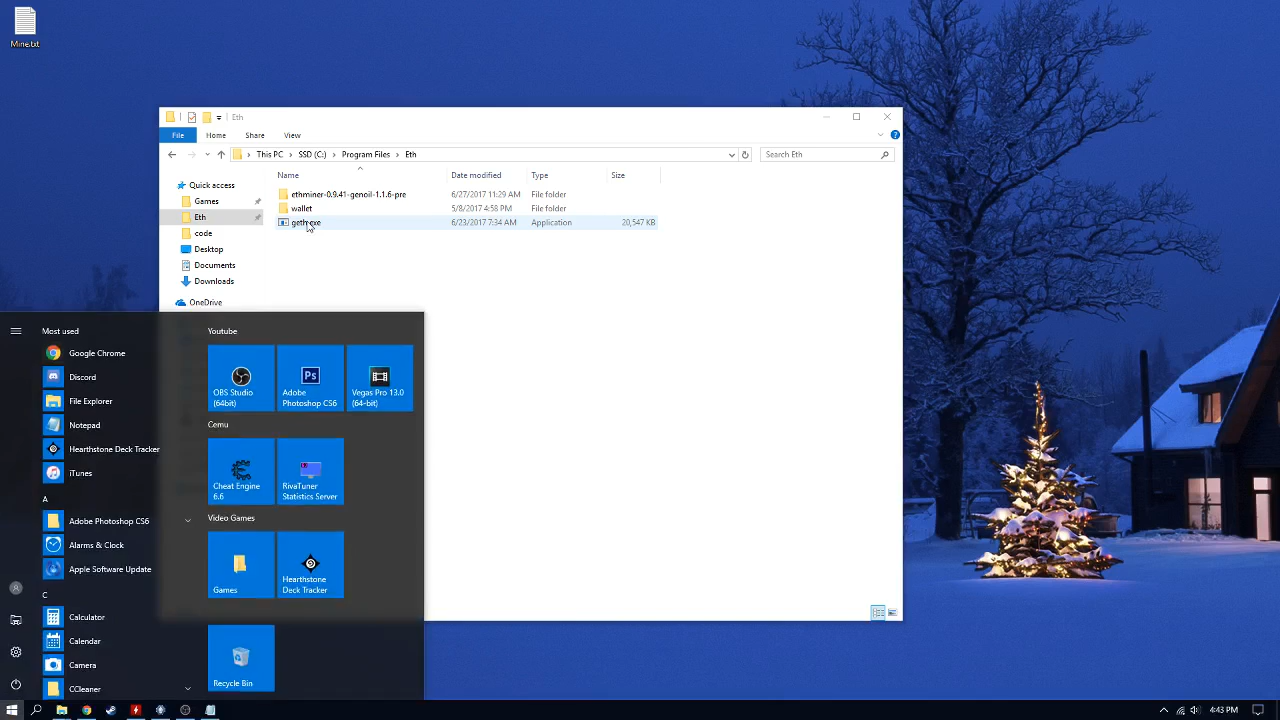 Mine.txt
Eth
File
Home
Share
View
This PC
SSD (C:)
Program Files
Eth
Search Eth
Name
Date modified
Type
Size
Quick access
Games
Eth
code
Desktop
Documents
Downloads
OneDrive
ethminer-0.9.41-genoil-1.1.6-pre
6/27/2017 11:29 AM
File folder
wallet
5/8/2017 4:58 PM
File folder
geth.exe
6/23/2017 7:34 AM
Application
20,547 KB
Most used
Google Chrome
Discord
File Explorer
Notepad
Hearthstone Deck Tracker
iTunes
A
Adobe Photoshop CS6
Alarms & Clock
Apple Software Update
C
Calculator
Calendar
Camera
CCleaner
Youtube
OBS Studio
(64bit)
Ps
Adobe
Photoshop CS6
Vegas Pro 13.0
(64-bit)
Cemu
Cheat Engine
6.6
RivaTuner
Statistics Server
Video Games
Games
Hearthstone
Deck Tracker
Recycle Bin
4:43 PM